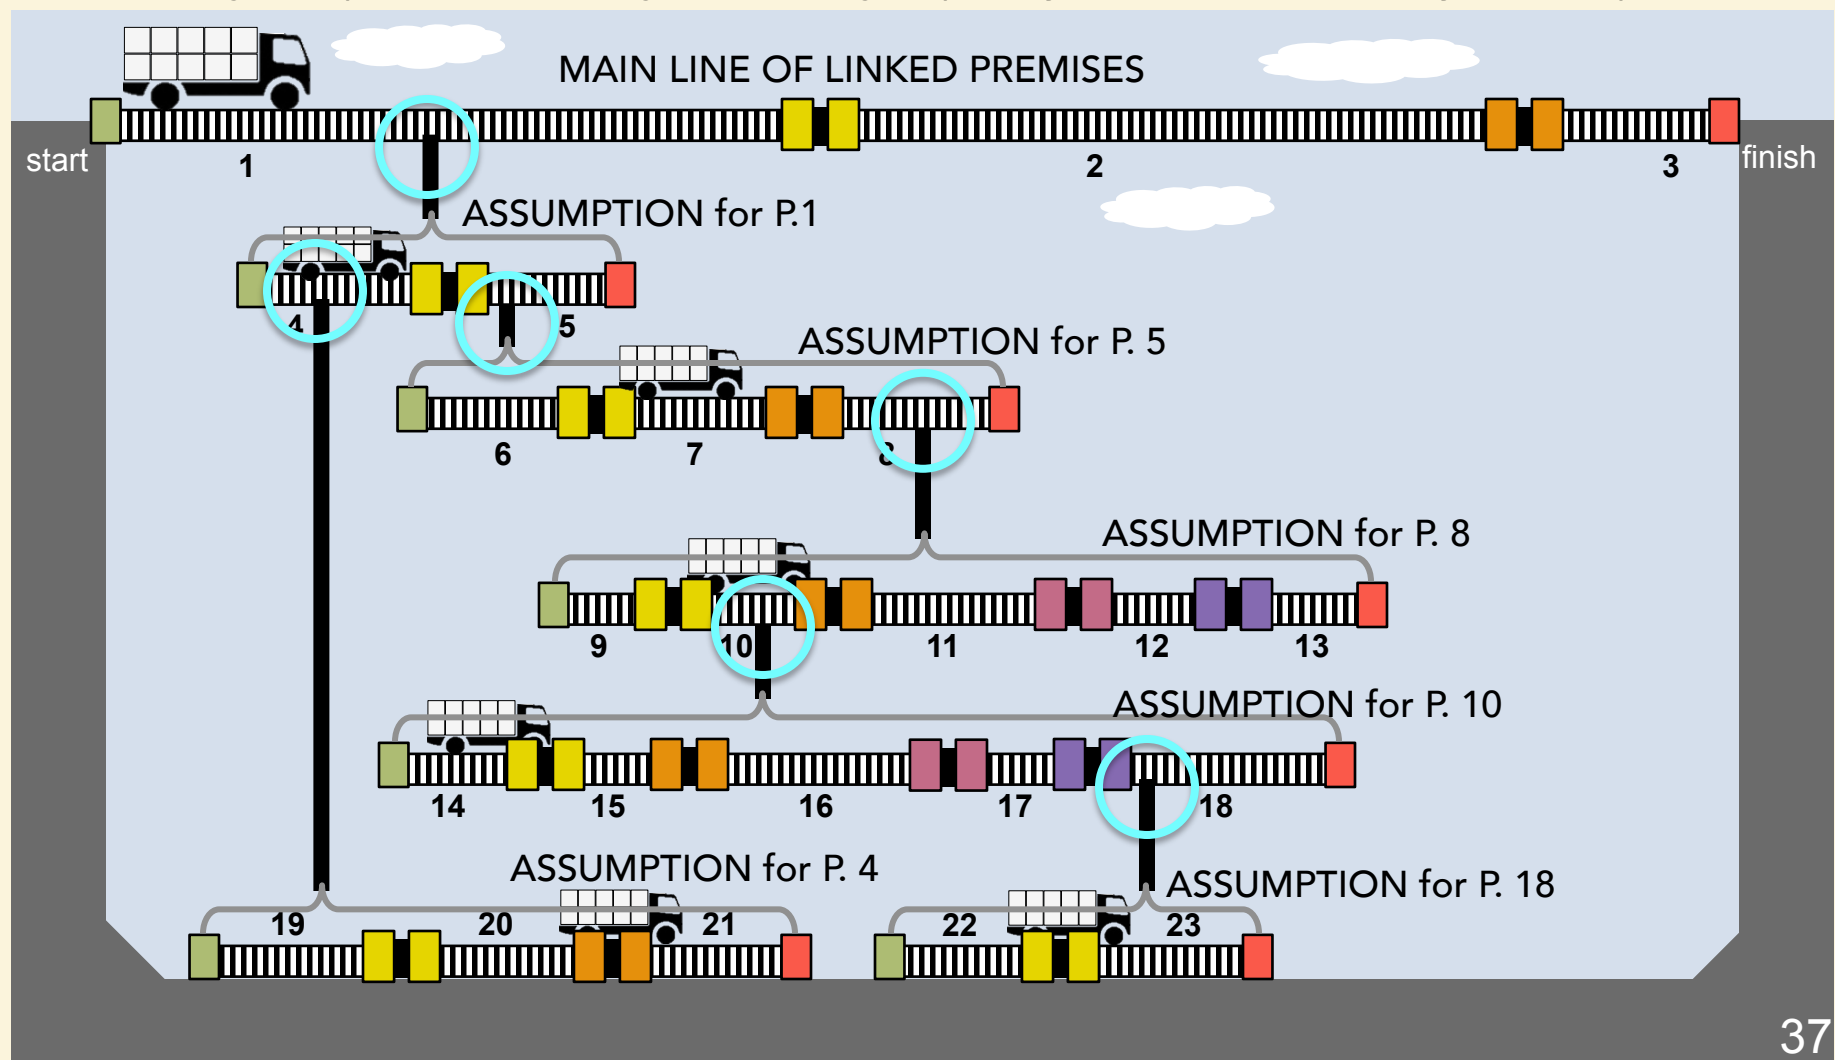 MAIN LINE OF LINKED PREMISES
start
1
2
3
finish
ASSUMPTION for P.1
4
5
ASSUMPTION for P. 5
6
7
8
ASSUMPTION for P. 8
9
10
11
12
13
ASSUMPTION for P. 10
14
15
16
17
18
ASSUMPTION for P. 4
ASSUMPTION for P. 18
19
20
21
22
23
37